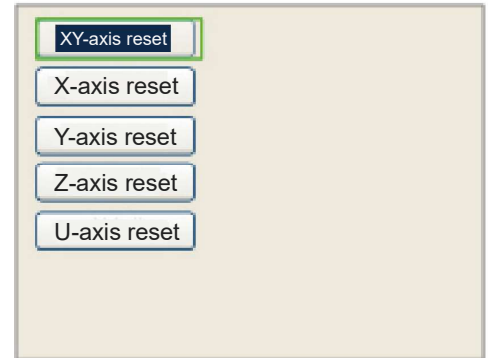 XY-axis reset
X-axis reset
Y-axis reset
Z-axis reset
U-axis reset